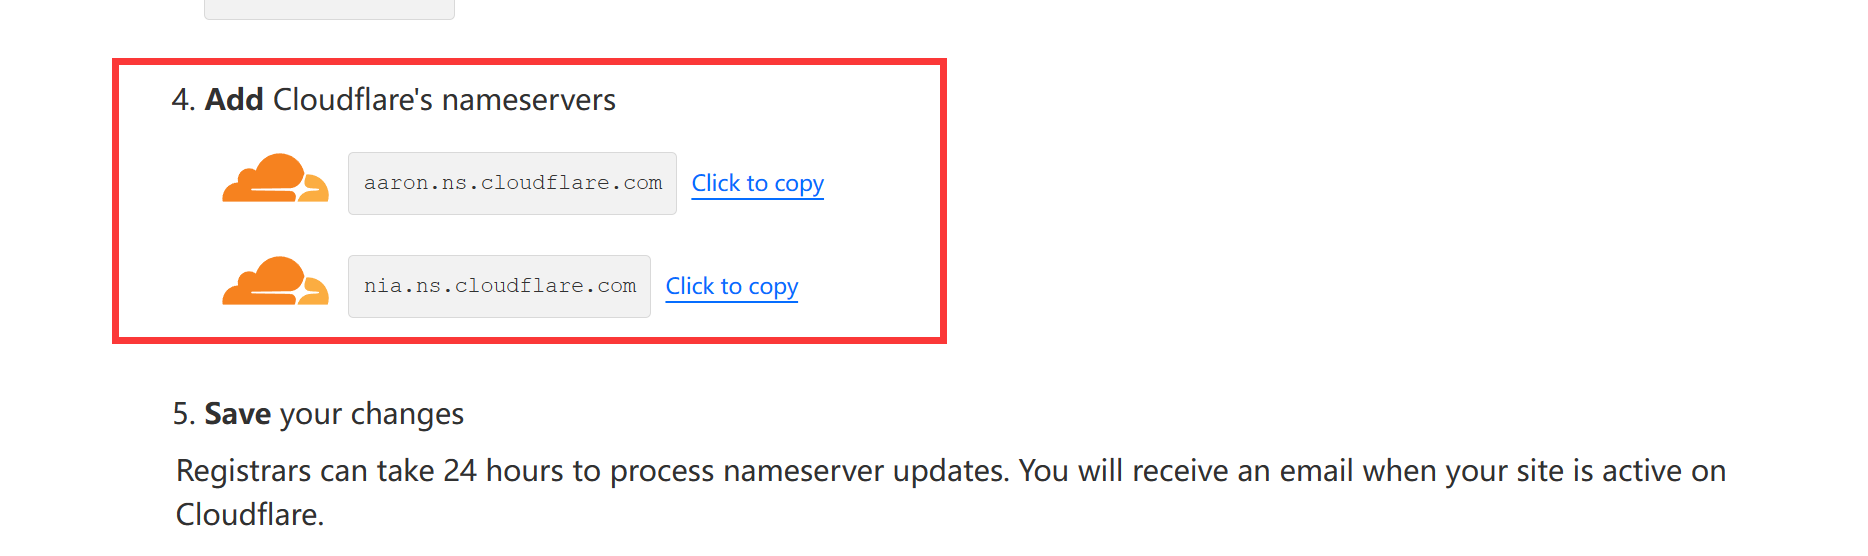 4. Add Cloudflare's nameservers
aaron.ns.cloudflare.com Click to copy
nia.ns.cloudflare.com Click to copy
5. Save your changes
Registrars can take 24 hours to process nameserver updates. You will receive an email when your site is active on
Cloudflare.